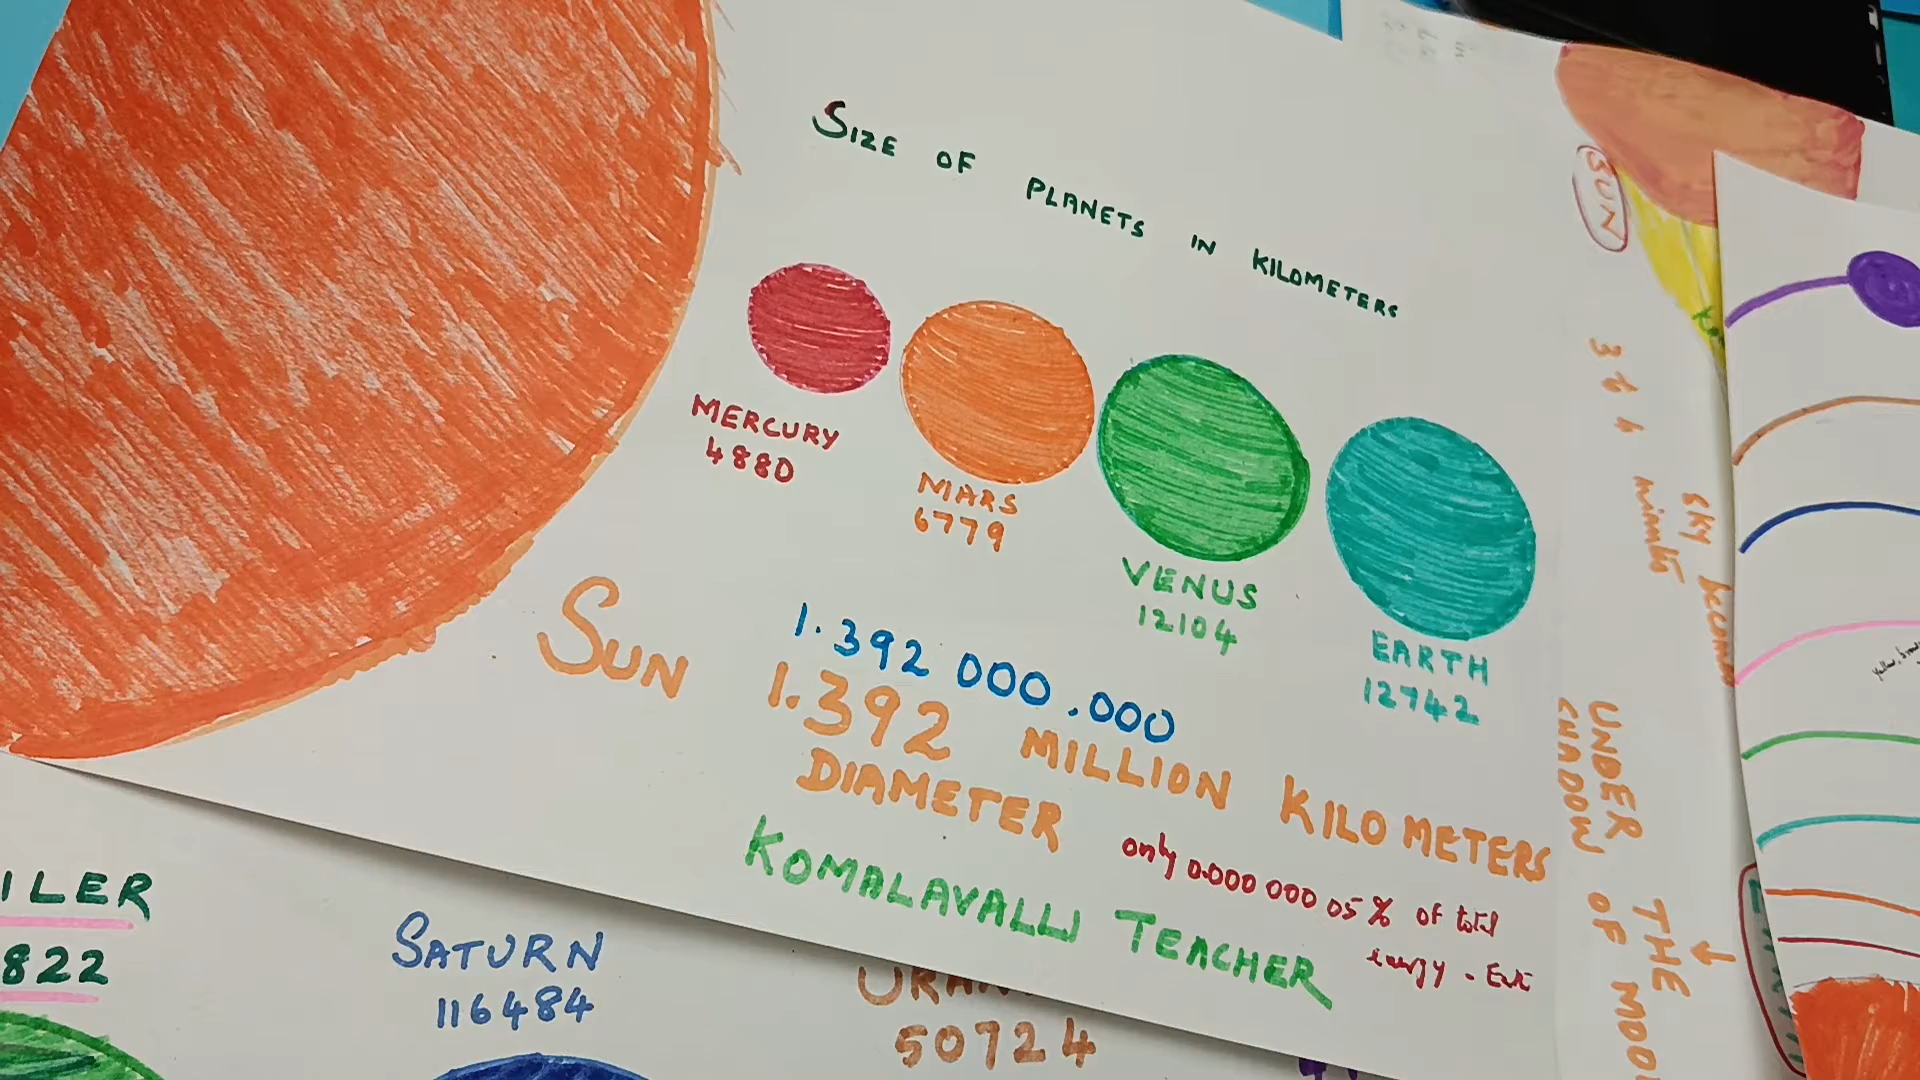 SIZE OF PLANETS IN KILOMETERS
MERCURY
4880
MARS
6779
VENUS
12104
EARTH
12742
SUN
1.392 000.000
1.392 MILLION KILOMETERS
DIAMETER
only 0.000 000 05% of total
KOMALAVALLI TEACHER
SUN
SKY
UNDER THE
OF
ILER
822
SATURN
116484
URAN
50724